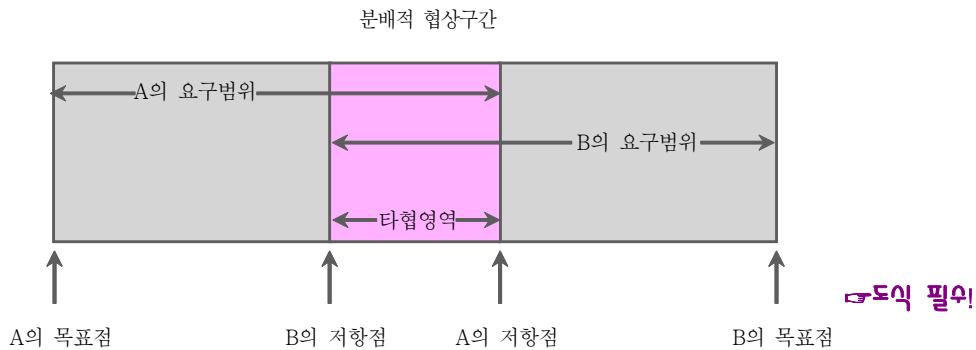 분배적 협상구간
A의 요구범위
B의 요구범위
타협영역
☞도식 필수!
A의 목표점 B의 저항점 A의 저항점 B의 목표점